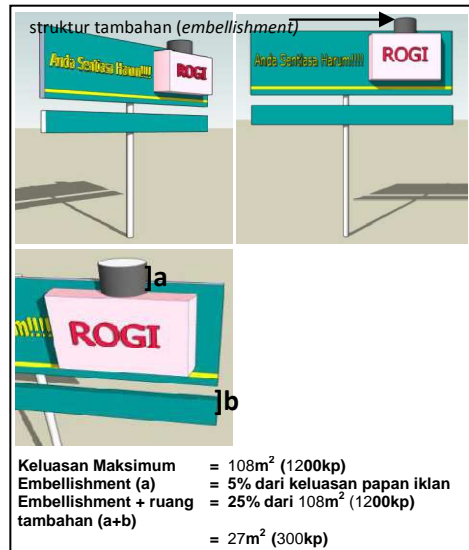 struktur tambahan (embellishment)
Anda Sentiasa Harum!!!!
ROGI
Anda Sentiasa Harum!!!!
ROGI
]a
m!!!!
ROGI
]b
Keluasan Maksimum = 108m² (1200kp)
Embellishment (a) = 5% dari keluasan papan iklan
Embellishment + ruang = 25% dari 108m² (1200kp)
tambahan (a+b)
= 27m² (300kp)